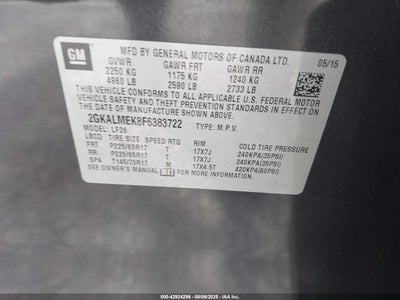 GM
MFD BY GENERAL MOTORS OF CANADA LTD.
05/15
GVWR GAWR FRT GAWR RR
2250 KG 1175 KG 1240 KG
4960 LB 2590 LB 2733 LB
THIS VEHICLE CONFORMS TO ALL APPLICABLE U.S. FEDERAL MOTOR
VEHICLE SAFETY AND THEFT PREVENTION STANDARDS IN EFFECT
ON THE DATE OF MANUFACTURE SHOWN ABOVE.
2GKALMEK8F6383722 TYPE: M.P.V.
MODEL: LF26
LBCD TIRE SIZE SPEED RTG RIM COLD TIRE PRESSURE
FRT P225/65R17 T 17X7J 240KPA(35PSI)
RR P225/65R17 T 17X7J 240KPA(35PSI)
SPA T145/70R17 M 17X4.5T 420KPA(60PSI)
SEE OWNER'S MANUAL FOR ADDITIONAL INFORMATION.
000-42924296 - 08/06/2025 - IAAI.COM